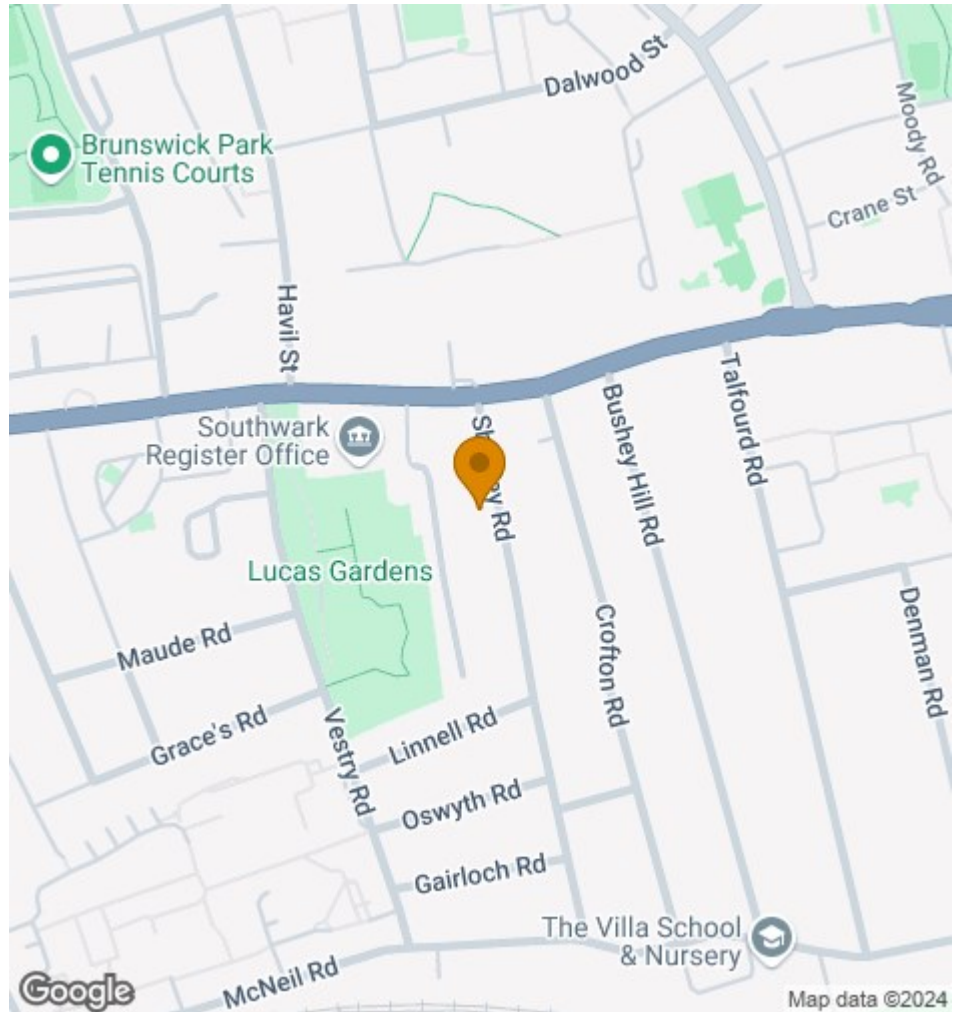 Dalwood St
Moody Rd
Brunswick Park
Tennis Courts
Crane St
Havil St
Southwark
Register Office
Talfourd Rd
Bushey Hill Rd
Lucas Gardens
Maude Rd
Crofton Rd
Denman Rd
Grace's Rd
Vestry Rd
Linnell Rd
Oswyth Rd
Gairloch Rd
The Villa School
& Nursery
McNeil Rd
Google
Map data ©2024